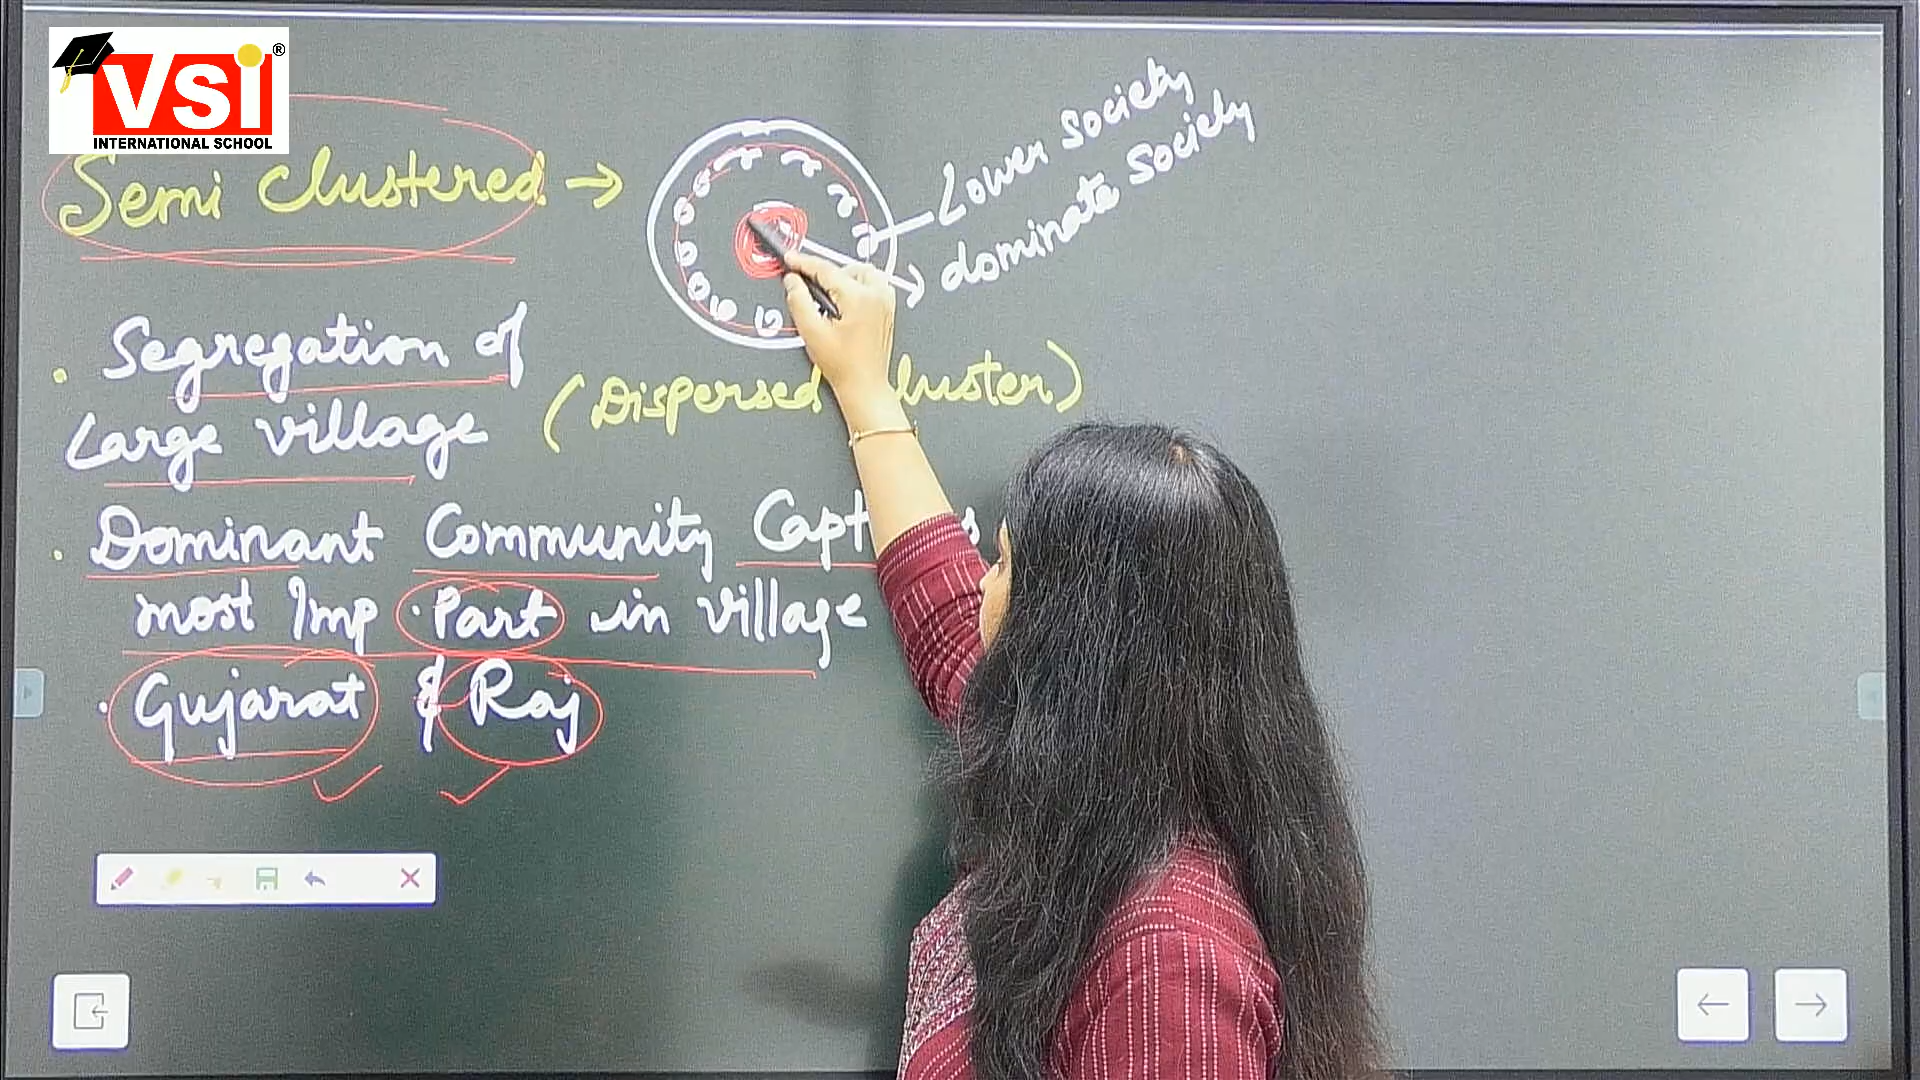 VSI ®
INTERNATIONAL SCHOOL
Semi Clustered →
Lower Society
dominate Society
• Segregation of
Large village
(Dispersed Cluster)
• Dominant Community
most Imp. Part in village
• Gujarat & Raj